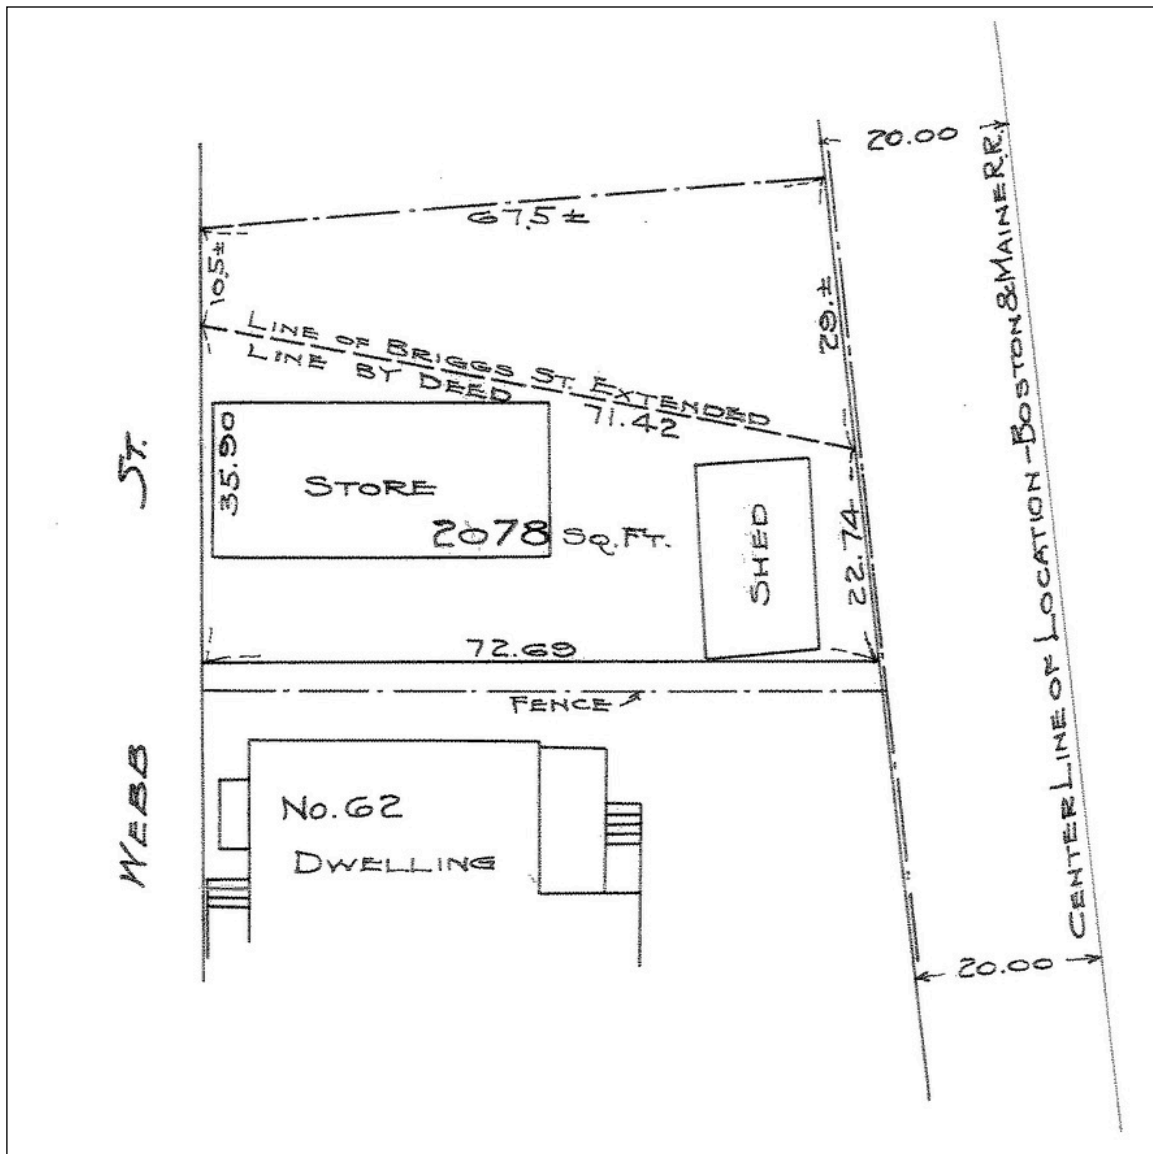 20.00
67.5 ±
10.5 ±
29. ±
LINE OF BRIGGS ST. EXTENDED
LINE BY DEED
71.42
35.90
STORE
2078 SQ. FT.
SHED
22.74
72.69
FENCE
No. 62
DWELLING
WEBB ST.
CENTER LINE OF LOCATION - BOSTON & MAINE R.R.
20.00